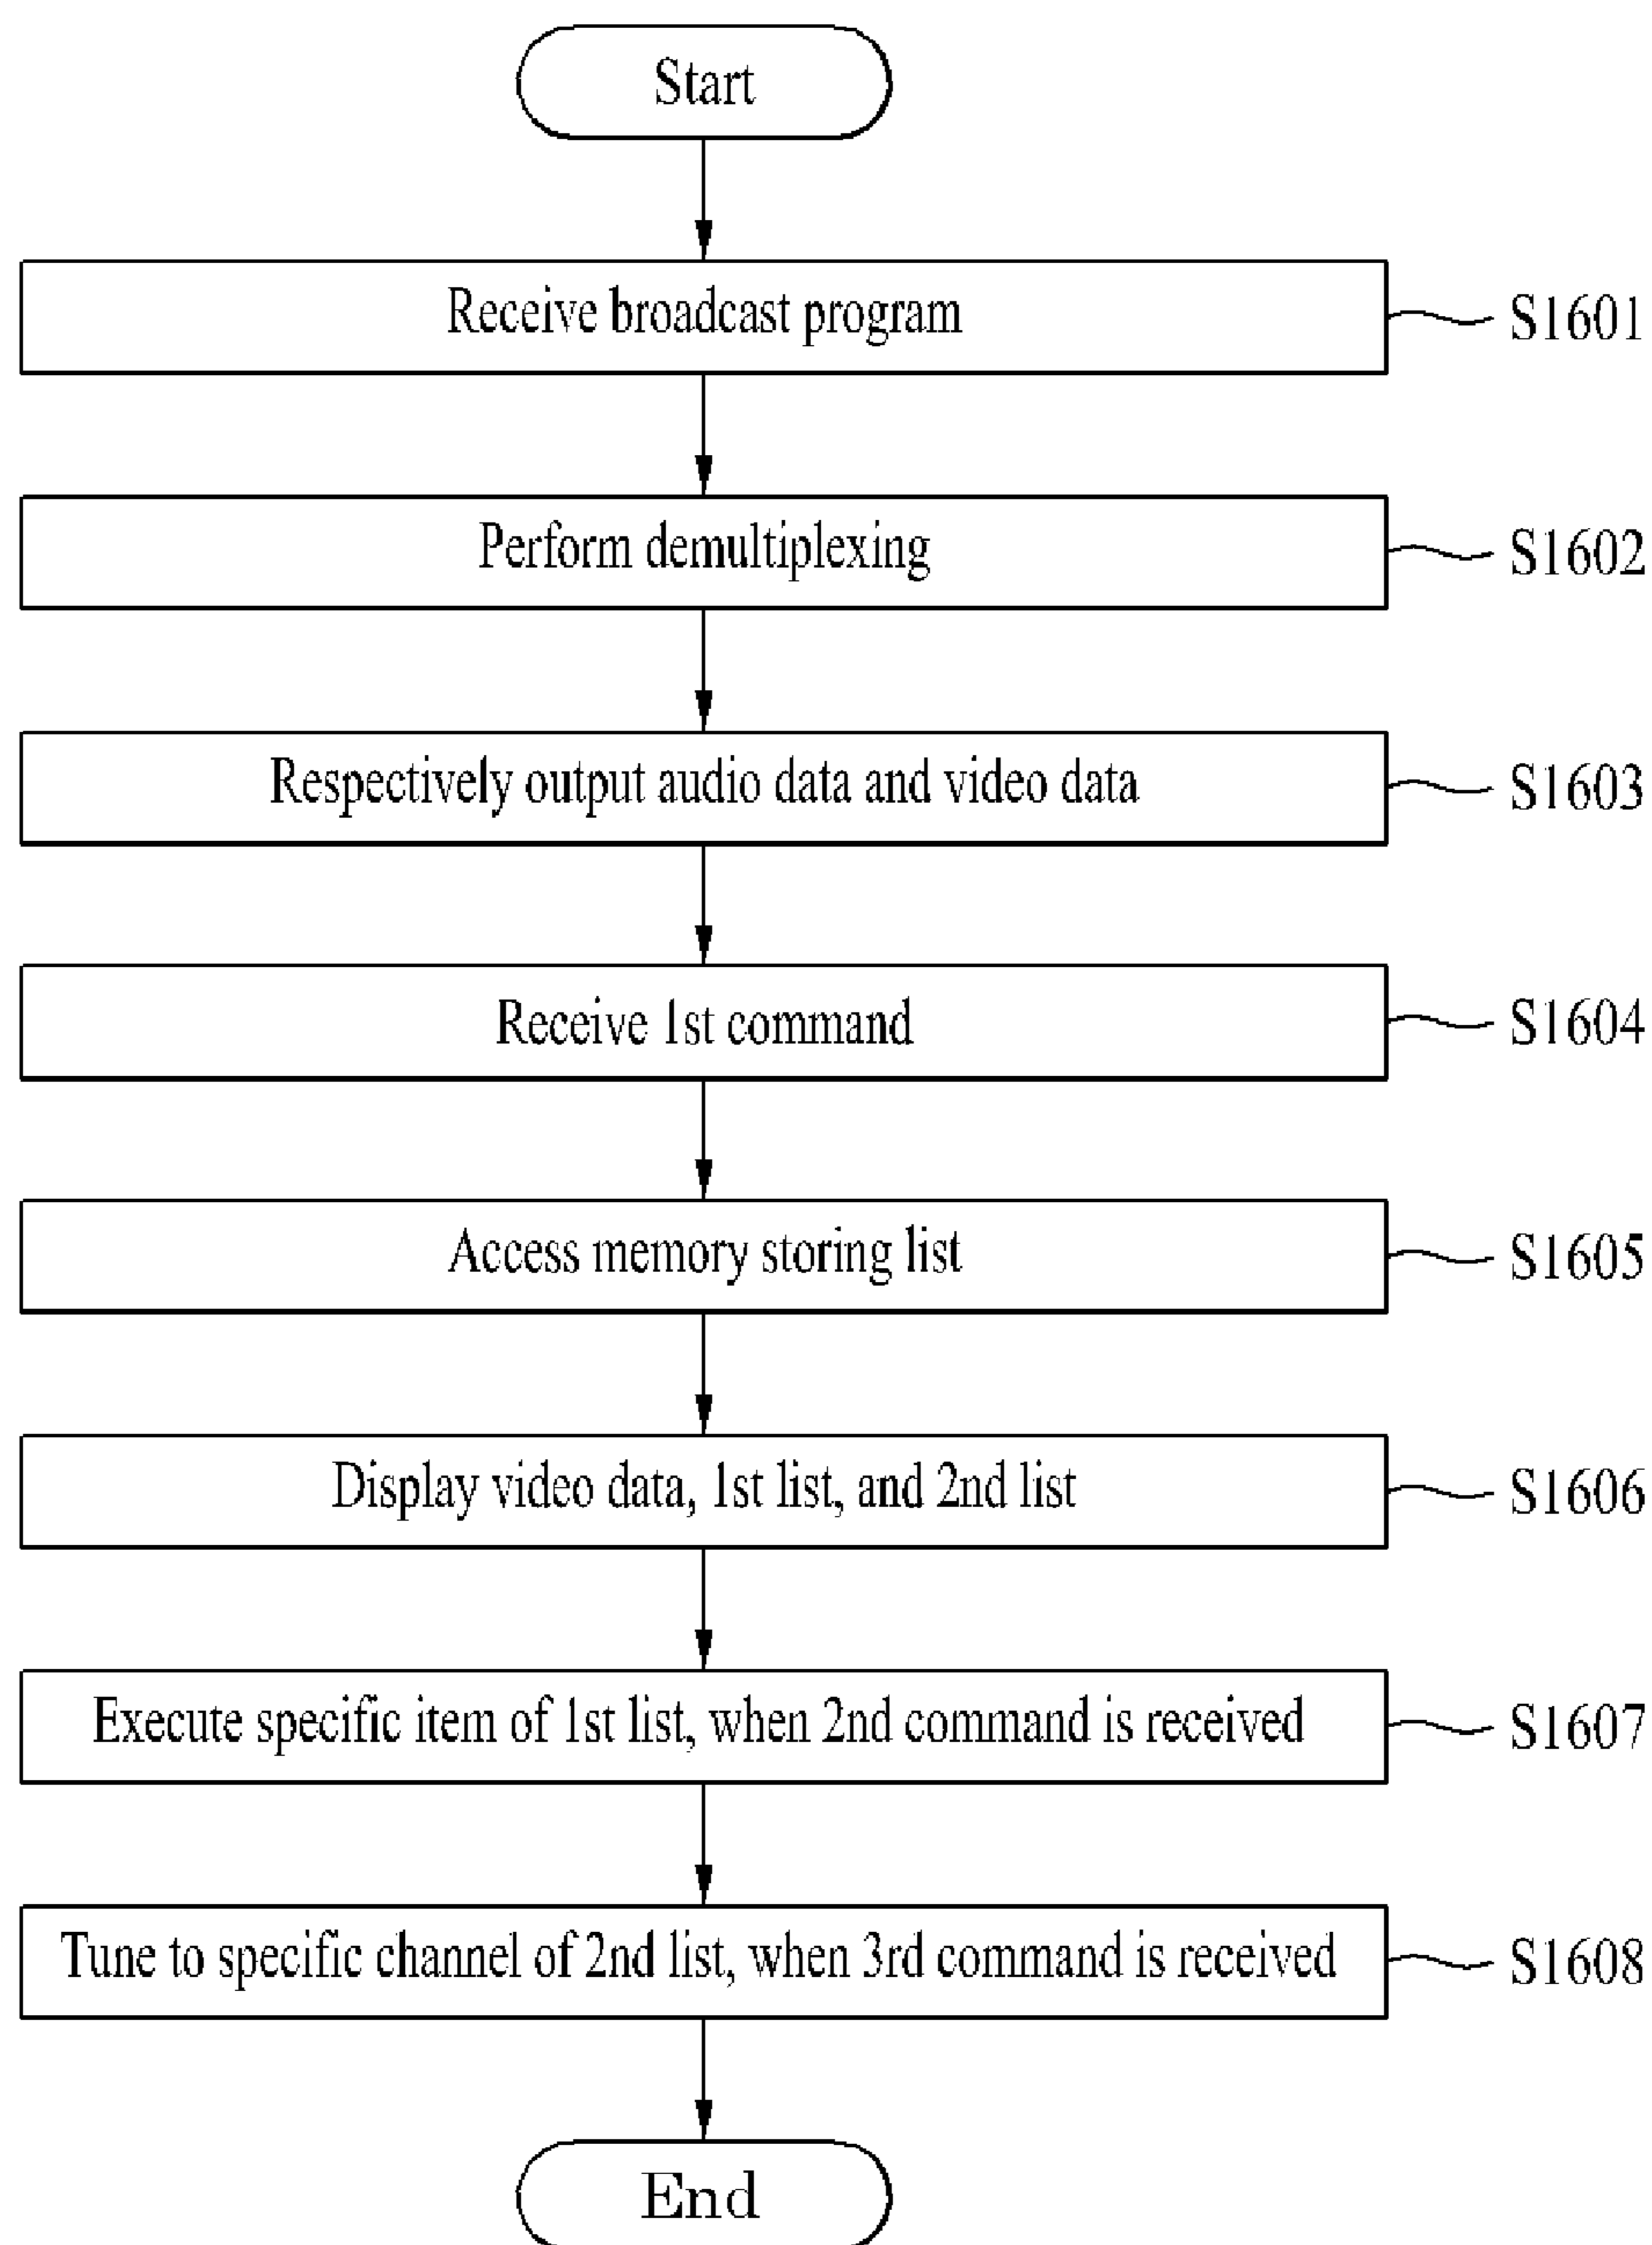 Start
Receive broadcast program
S1601
Perform demultiplexing
S1602
Respectively output audio data and video data
S1603
Receive 1st command
S1604
Access memory storing list
S1605
Display video data, 1st list, and 2nd list
S1606
Execute specific item of 1st list, when 2nd command is received
S1607
Tune to specific channel of 2nd list, when 3rd command is received
S1608
End